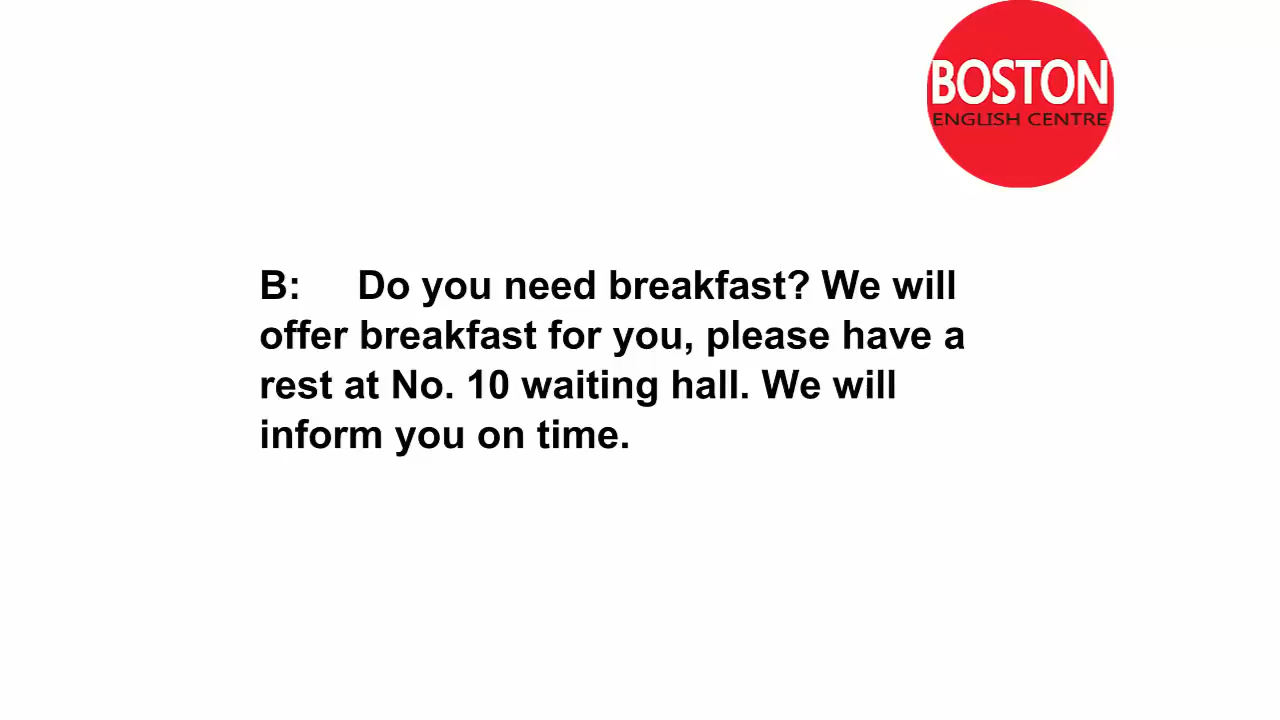 BOSTON
ENGLISH CENTRE
B: Do you need breakfast? We will
offer breakfast for you, please have a
rest at No. 10 waiting hall. We will
inform you on time.